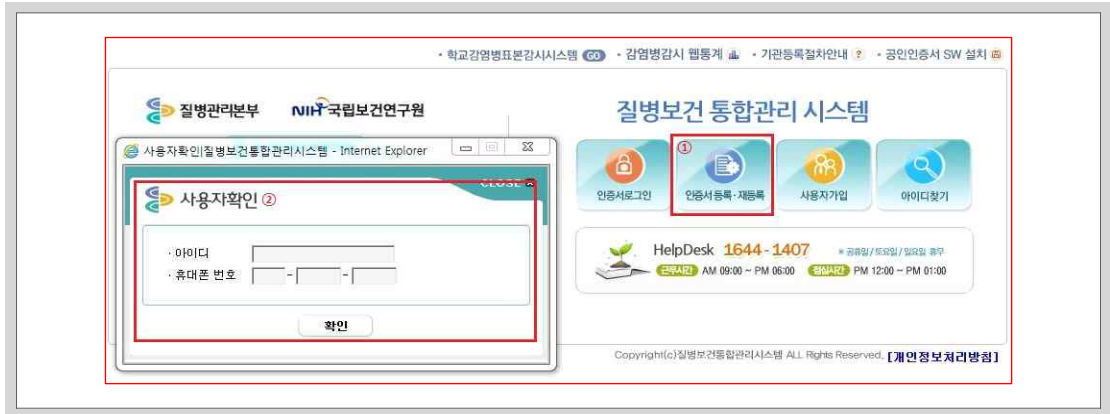 · 학교감염병표본감시시스템 GO · 감염병감시 웹통계 · 기관등록절차안내 ? · 공인인증서 SW 설치
질병관리본부 NIH 국립보건연구원
질병보건 통합관리 시스템
사용자확인|질병보건통합관리시스템 - Internet Explorer
CLOSE
사용자확인 ②
· 아이디
· 휴대폰 번호 - -
확인
①
인증서로그인 인증서등록·재등록 사용자가입 아이디찾기
HelpDesk 1644-1407 * 공휴일/토요일/일요일 휴무
근무시간 AM 09:00 ~ PM 06:00 점심시간 PM 12:00 ~ PM 01:00
Copyright(c)질병보건통합관리시스템 ALL Rights Reserved. [개인정보처리방침]